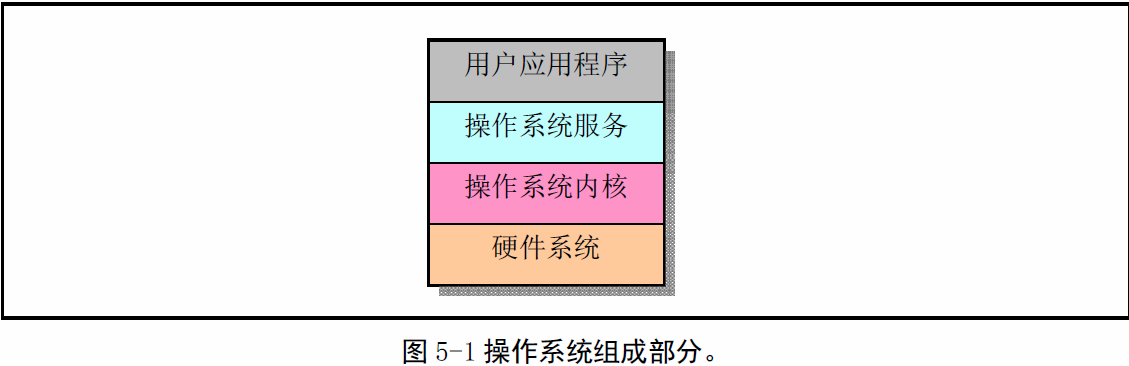 用户应用程序
操作系统服务
操作系统内核
硬件系统
图 5-1 操作系统组成部分。